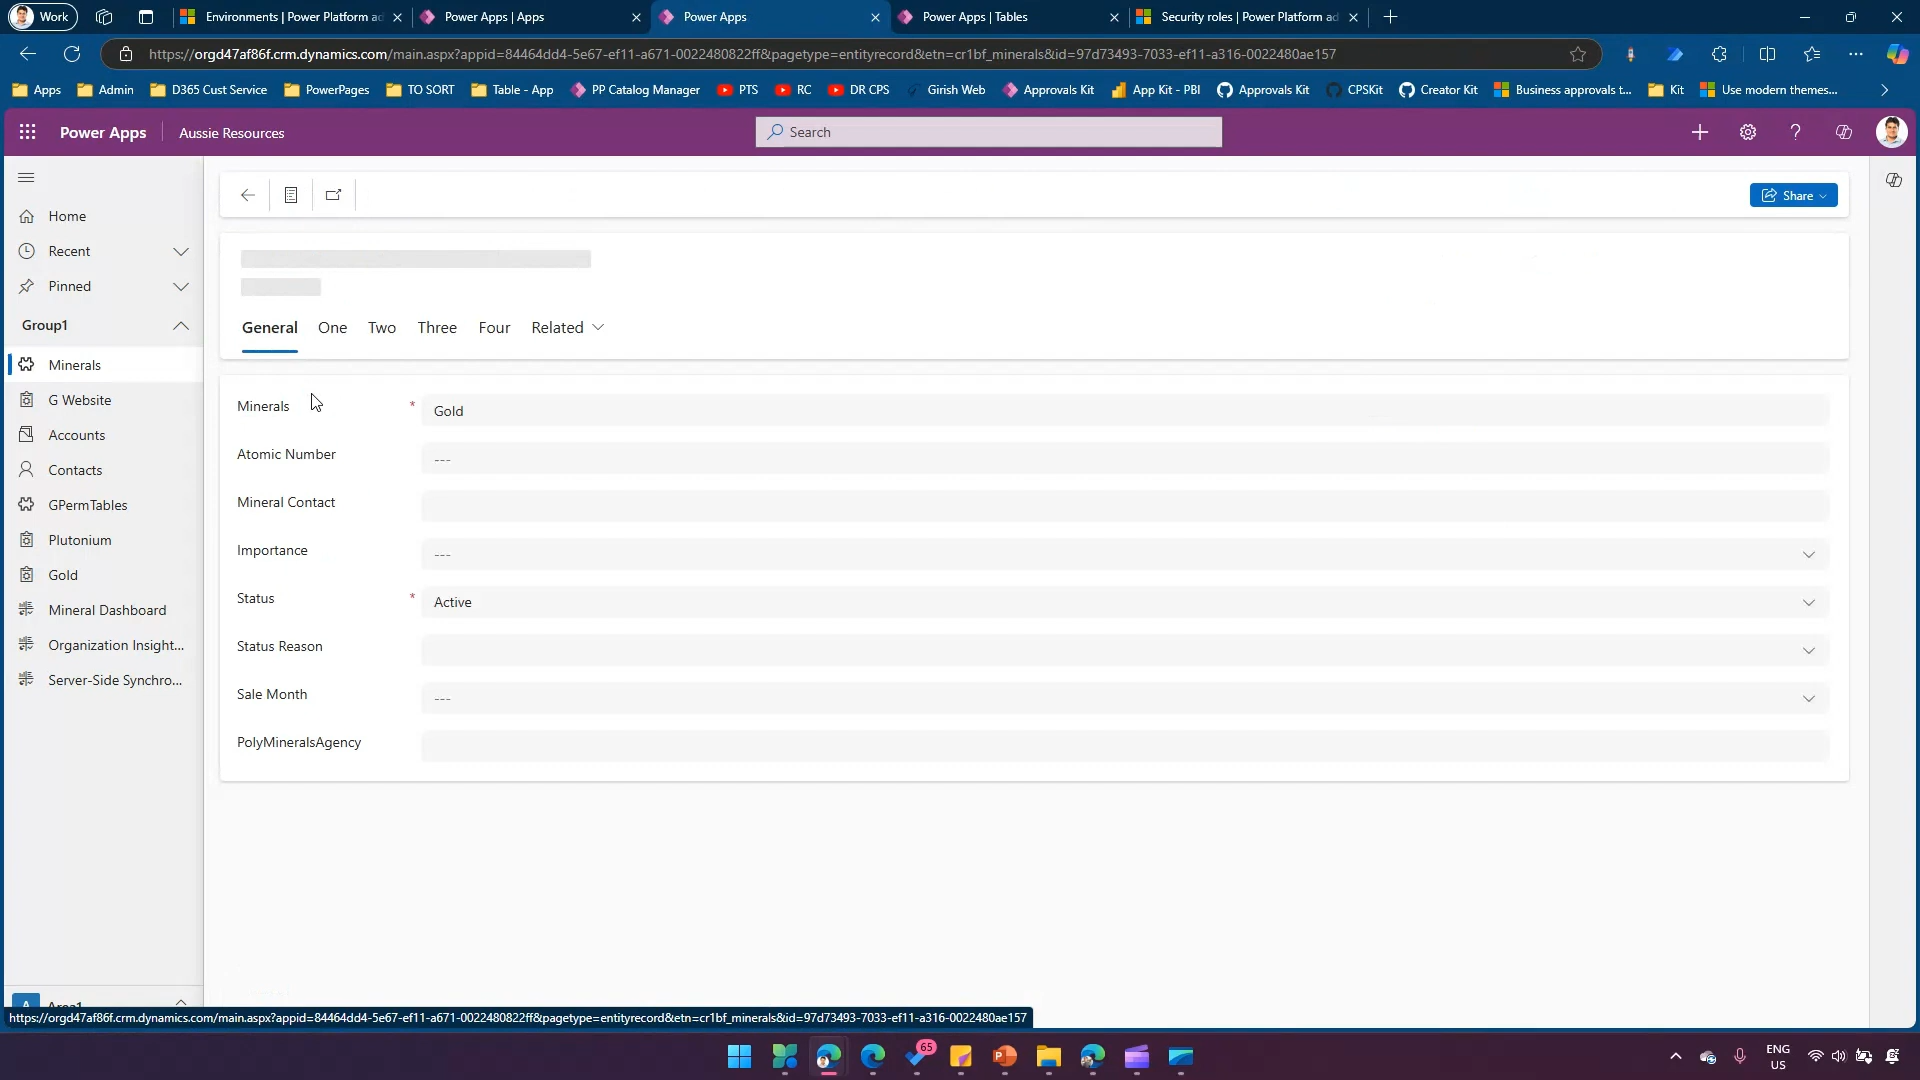 Work
Environments | Power Platform ad
Power Apps | Apps
Power Apps
Power Apps | Tables
Security roles | Power Platform ad
https://orgd47af86f.crm.dynamics.com/main.aspx?appid=84464dd4-5e67-ef11-a671-0022480822ff&pagetype=entityrecord&etn=cr1bf_minerals&id=97d73493-7033-ef11-a316-0022480ae157
Apps
Admin
D365 Cust Service
PowerPages
TO SORT
Table - App
PP Catalog Manager
PTS
RC
DR CPS
Girish Web
Approvals Kit
App Kit - PBI
Approvals Kit
CPSKit
Creator Kit
Business approvals t...
Kit
Use modern themes...
Power Apps
Aussie Resources
Search
Share
Home
Recent
Pinned
Group1
Minerals
G Website
Accounts
Contacts
GPermTables
Plutonium
Gold
Mineral Dashboard
Organization Insight...
Server-Side Synchro...
A Area1
General
One
Two
Three
Four
Related
Minerals * Gold
Atomic Number ---
Mineral Contact
Importance ---
Status * Active
Status Reason
Sale Month ---
PolyMineralsAgency
https://orgd47af86f.crm.dynamics.com/main.aspx?appid=84464dd4-5e67-ef11-a671-0022480822ff&pagetype=entityrecord&etn=cr1bf_minerals&id=97d73493-7033-ef11-a316-0022480ae157
65
P
ENG
US